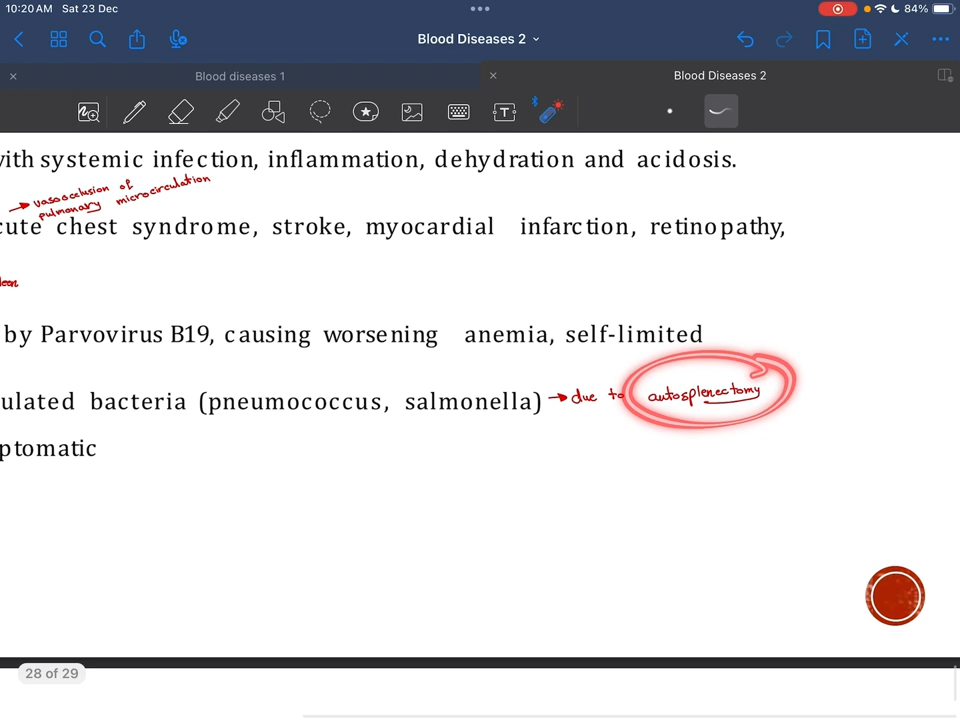 10:20 AM Sat 23 Dec
84%
Blood Diseases 2
Blood diseases 1
Blood Diseases 2
with systemic infection, inflammation, dehydration and acidosis.
vasoocclusion of
pulmonary microcirculation
cute chest syndrome, stroke, myocardial infarction, retinopathy,
leen
by Parvovirus B19, causing worsening anemia, self-limited
ulated bacteria (pneumococcus, salmonella) → due to autosplenectomy
ptomatic
28 of 29